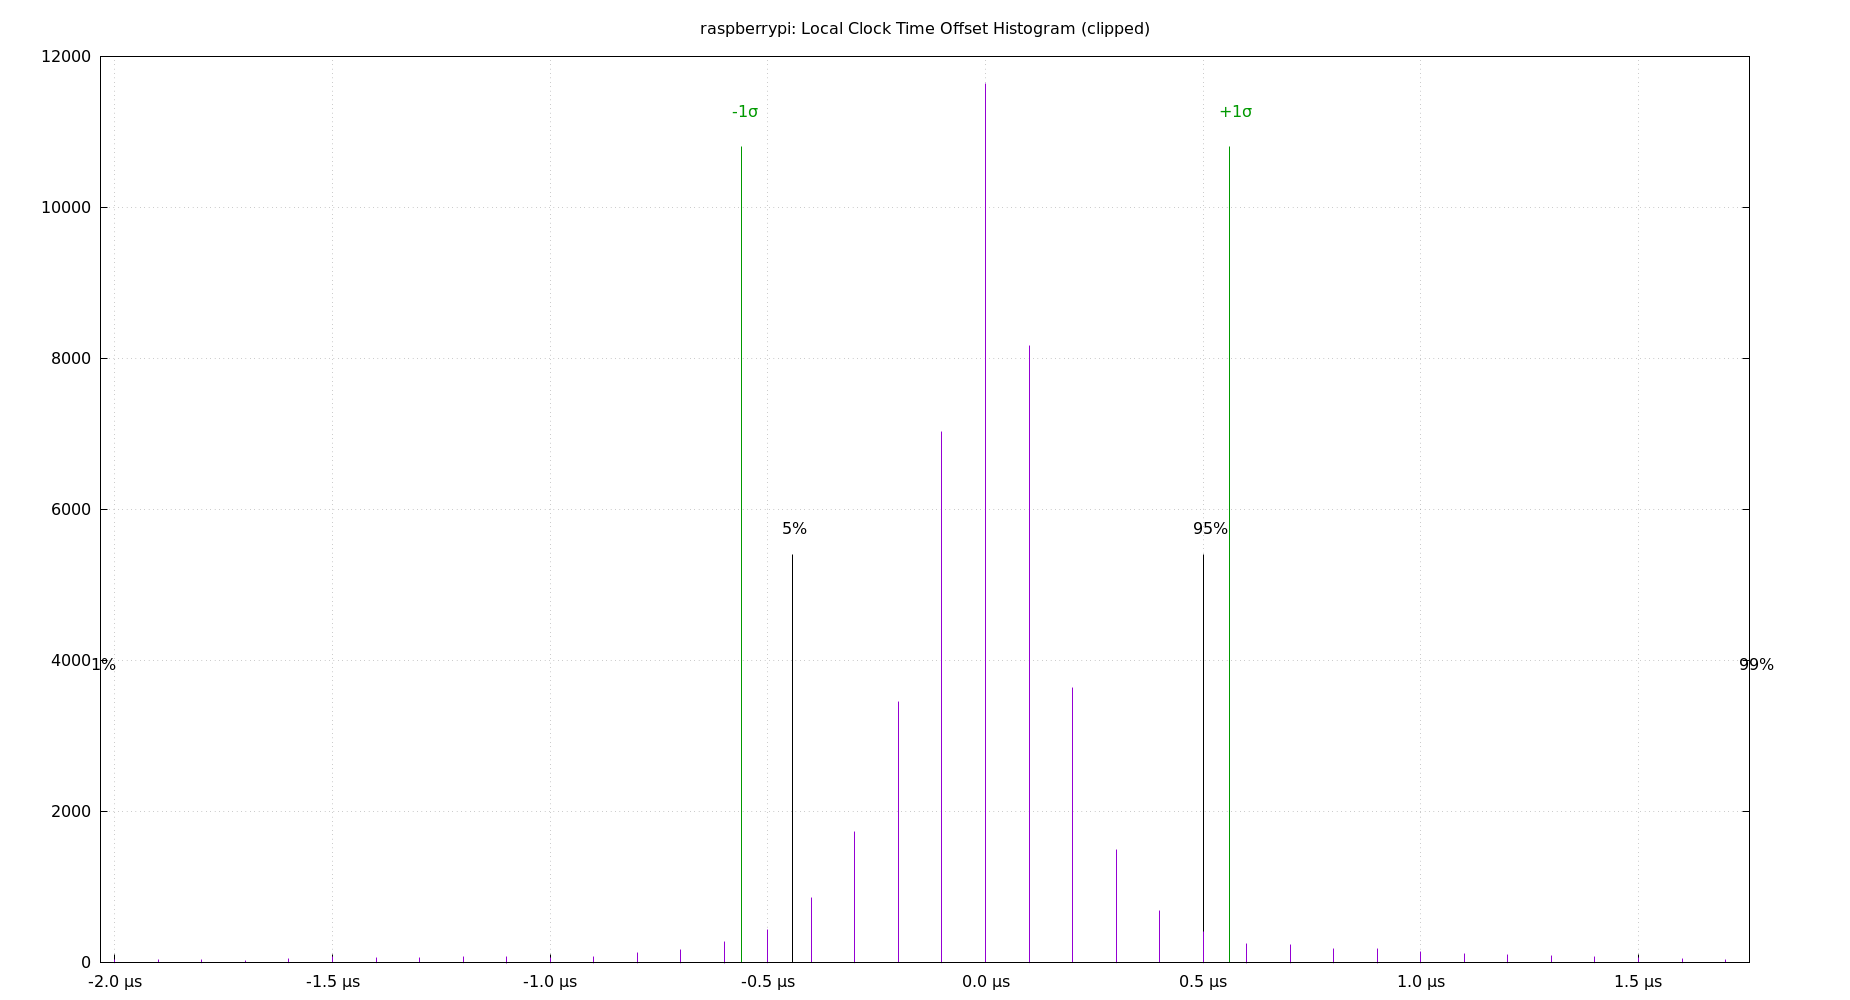 raspberrypi: Local Clock Time Offset Histogram (clipped)
12000
-1σ
+1σ
10000
8000
6000
5%
95%
4000
1%
99%
2000
0
-2.0 µs
-1.5 µs
-1.0 µs
-0.5 µs
0.0 µs
0.5 µs
1.0 µs
1.5 µs